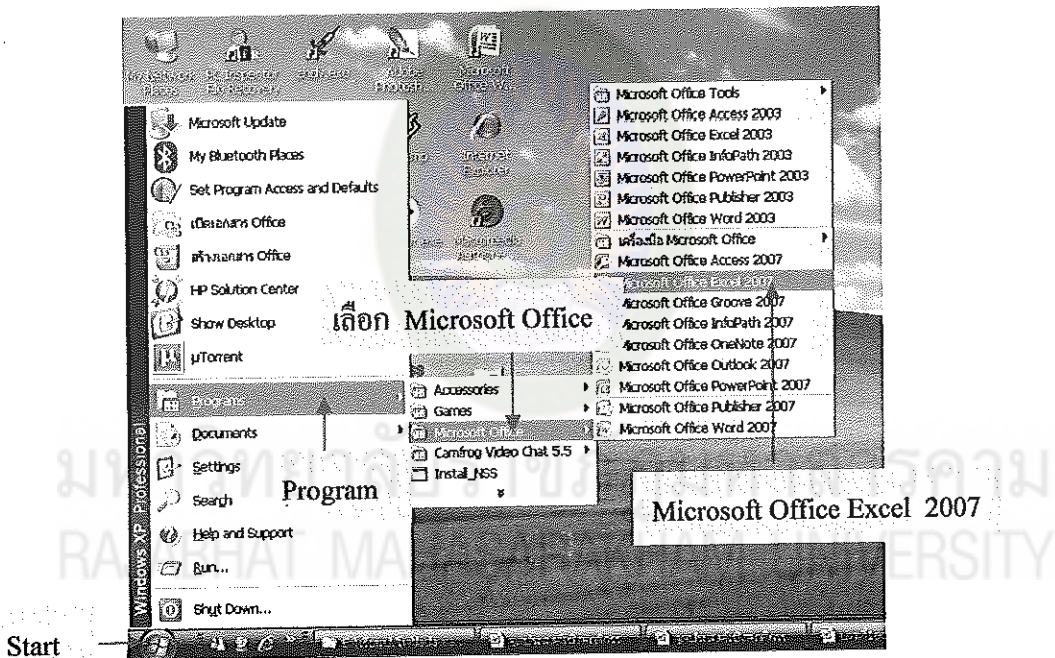 Microsoft Update
My Bluetooth Places
Set Program Access and Defaults
เปิดเอกสาร Office
สร้างเอกสาร Office
HP Solution Center
Show Desktop
µTorrent
Programs
Documents
Settings
Search
Help and Support
Run...
Shut Down...
Windows XP Professional
Internet Explorer
เลือก Microsoft Office
Accessories
Games
Microsoft Office
Camfrog Video Chat 5.5
Install_NSS
Microsoft Office Tools
Microsoft Office Access 2003
Microsoft Office Excel 2003
Microsoft Office InfoPath 2003
Microsoft Office PowerPoint 2003
Microsoft Office Publisher 2003
Microsoft Office Word 2003
เครื่องมือ Microsoft Office
Microsoft Office Access 2007
Microsoft Office Excel 2007
Microsoft Office Groove 2007
Microsoft Office InfoPath 2007
Microsoft Office OneNote 2007
Microsoft Office Outlook 2007
Microsoft Office PowerPoint 2007
Microsoft Office Publisher 2007
Microsoft Office Word 2007
Program
Microsoft Office Excel 2007
Start